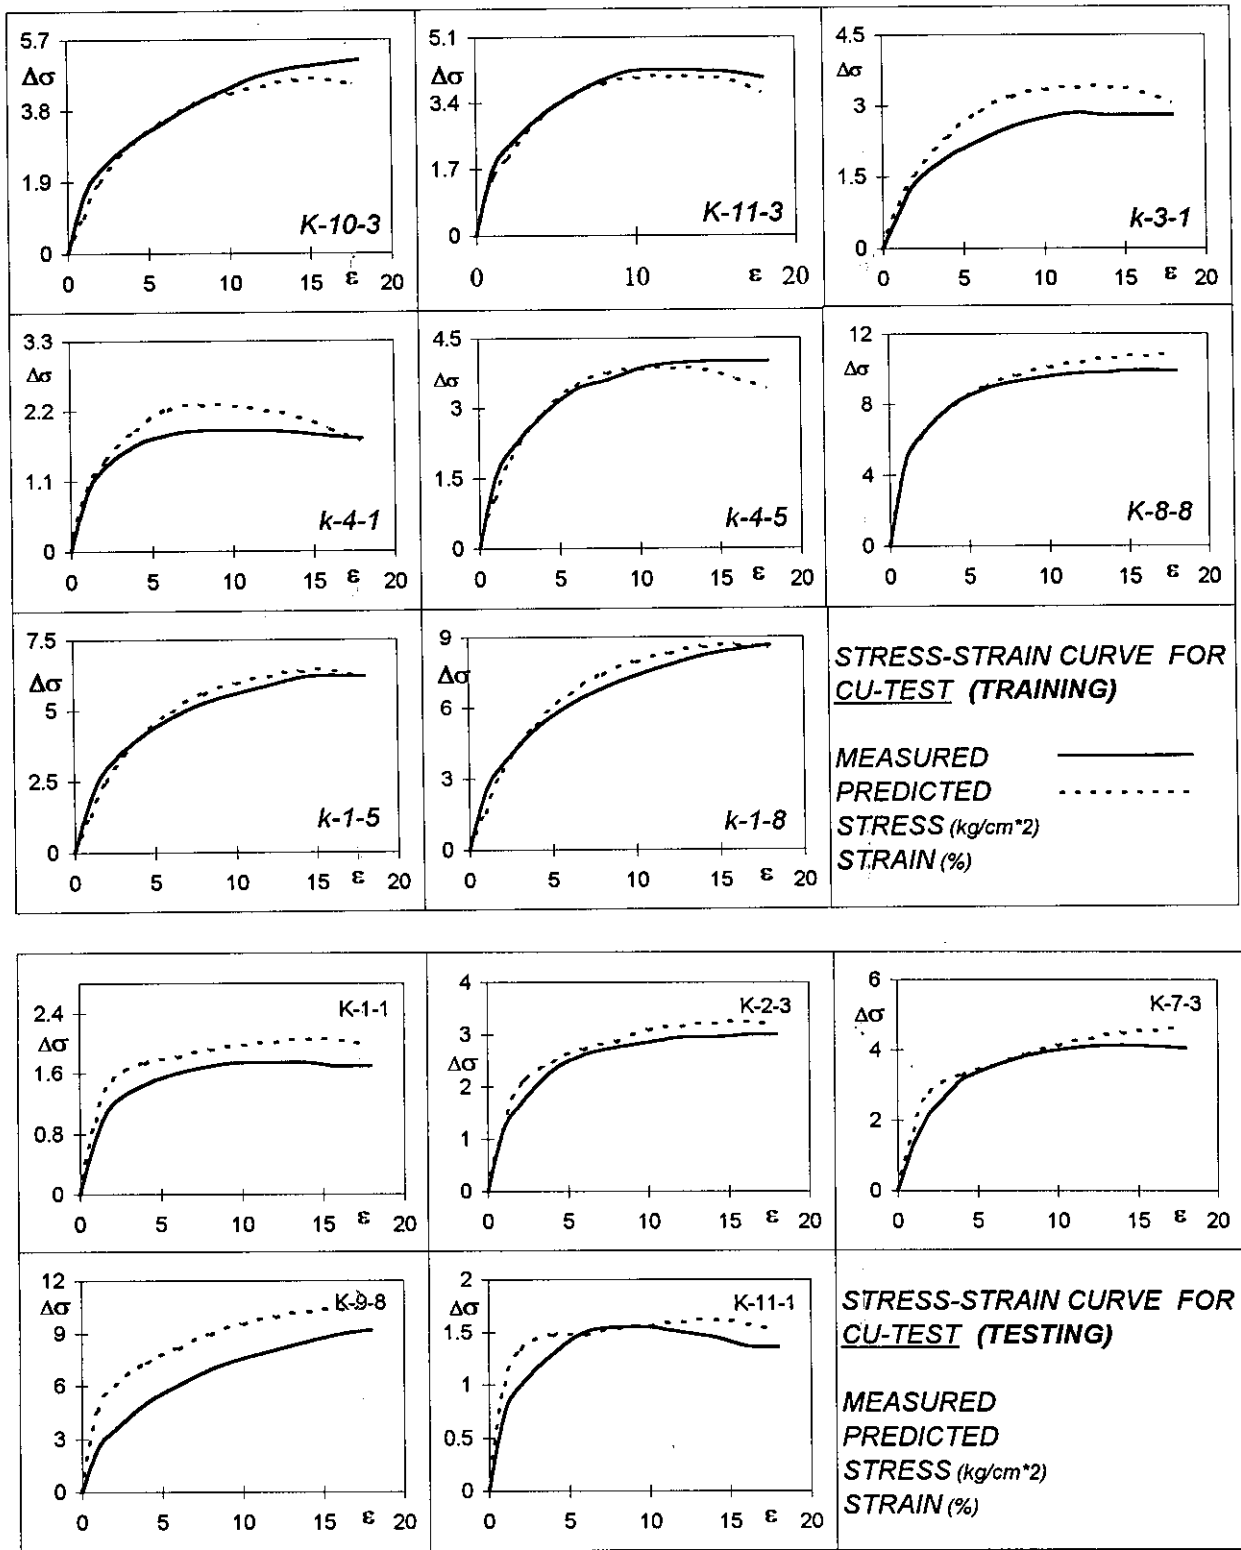 5.7
Δσ
3.8
1.9
0
K-10-3
0 5 10 15 ε 20
5.1
Δσ
3.4
1.7
0
K-11-3
0 10 ε 20
4.5
Δσ
3
1.5
0
k-3-1
0 5 10 15 ε 20
3.3
Δσ
2.2
1.1
0
k-4-1
0 5 10 15 ε 20
4.5
Δσ
3
1.5
0
k-4-5
0 5 10 15 ε 20
12
Δσ
8
4
0
K-8-8
0 5 10 15 ε 20
7.5
Δσ
5
2.5
0
k-1-5
0 5 10 15 ε 20
9
Δσ
6
3
0
k-1-8
0 5 10 15 ε 20
STRESS-STRAIN CURVE FOR
CU-TEST (TRAINING)
MEASURED
PREDICTED
STRESS (kg/cm*2)
STRAIN (%)
K-1-1
2.4
Δσ
1.6
0.8
0
0 5 10 15 ε 20
4
K-2-3
3
Δσ
2
1
0
0 5 10 15 ε 20
6
K-7-3
Δσ
4
2
0
0 5 10 15 ε 20
12
K-9-8
Δσ
9
6
3
0
0 5 10 15 ε 20
2
K-11-1
Δσ
1.5
1
0.5
0
0 5 10 15 ε 20
STRESS-STRAIN CURVE FOR
CU-TEST (TESTING)
MEASURED
PREDICTED
STRESS (kg/cm*2)
STRAIN (%)